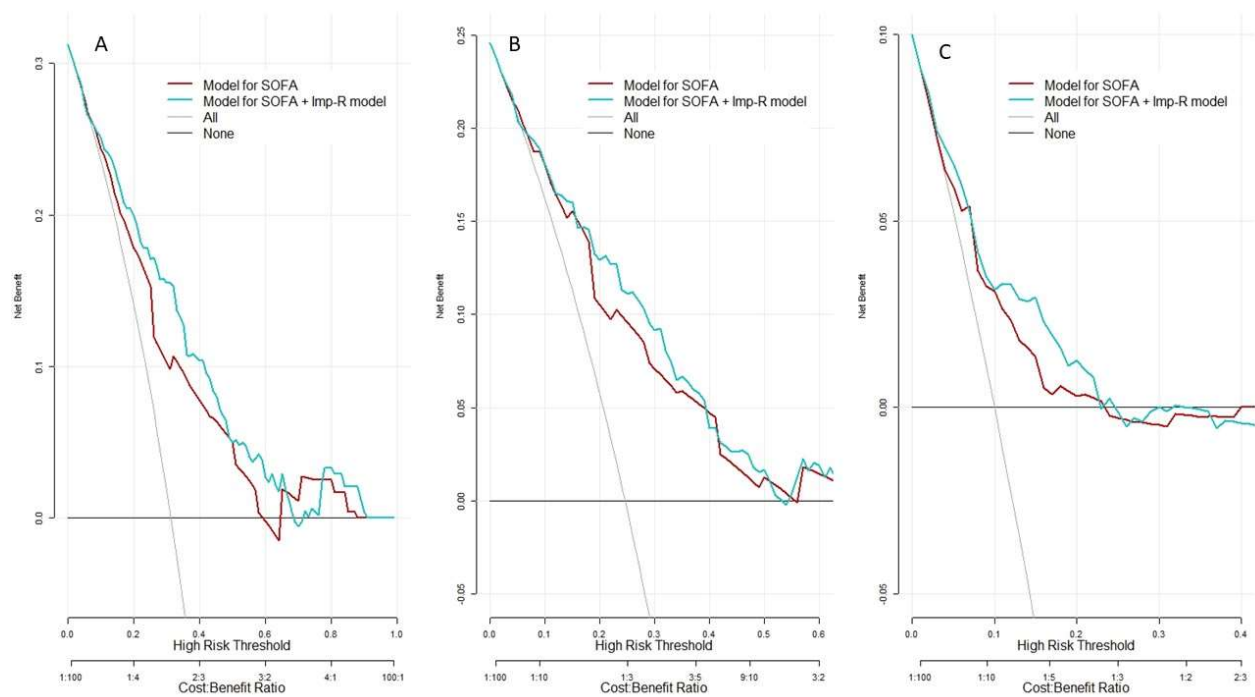 A
Model for SOFA
Model for SOFA + Imp-R model
All
None
Net Benefit
0.3
0.2
0.1
0.0
0.0 0.2 0.4 0.6 0.8 1.0
High Risk Threshold
1:100 1:4 2:3 3:2 4:1 100:1
Cost:Benefit Ratio
B
Model for SOFA
Model for SOFA + Imp-R model
All
None
Net Benefit
0.25
0.20
0.15
0.10
0.05
0.00
-0.05
0.0 0.1 0.2 0.3 0.4 0.5 0.6
High Risk Threshold
1:100 1:10 1:3 3:5 9:10 3:2
Cost:Benefit Ratio
C
Model for SOFA
Model for SOFA + Imp-R model
All
None
Net Benefit
0.10
0.05
0.00
-0.05
0.0 0.1 0.2 0.3 0.4
High Risk Threshold
1:100 1:10 1:5 1:3 1:2 2:3
Cost:Benefit Ratio